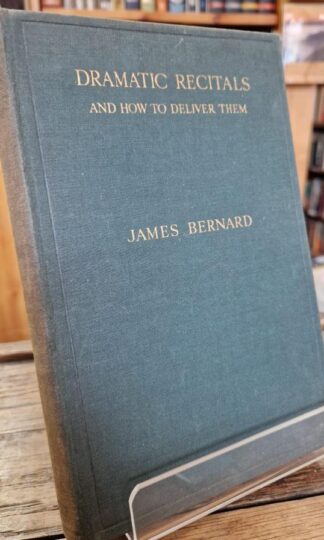 DRAMATIC RECITALS
AND HOW TO DELIVER THEM
JAMES BERNARD